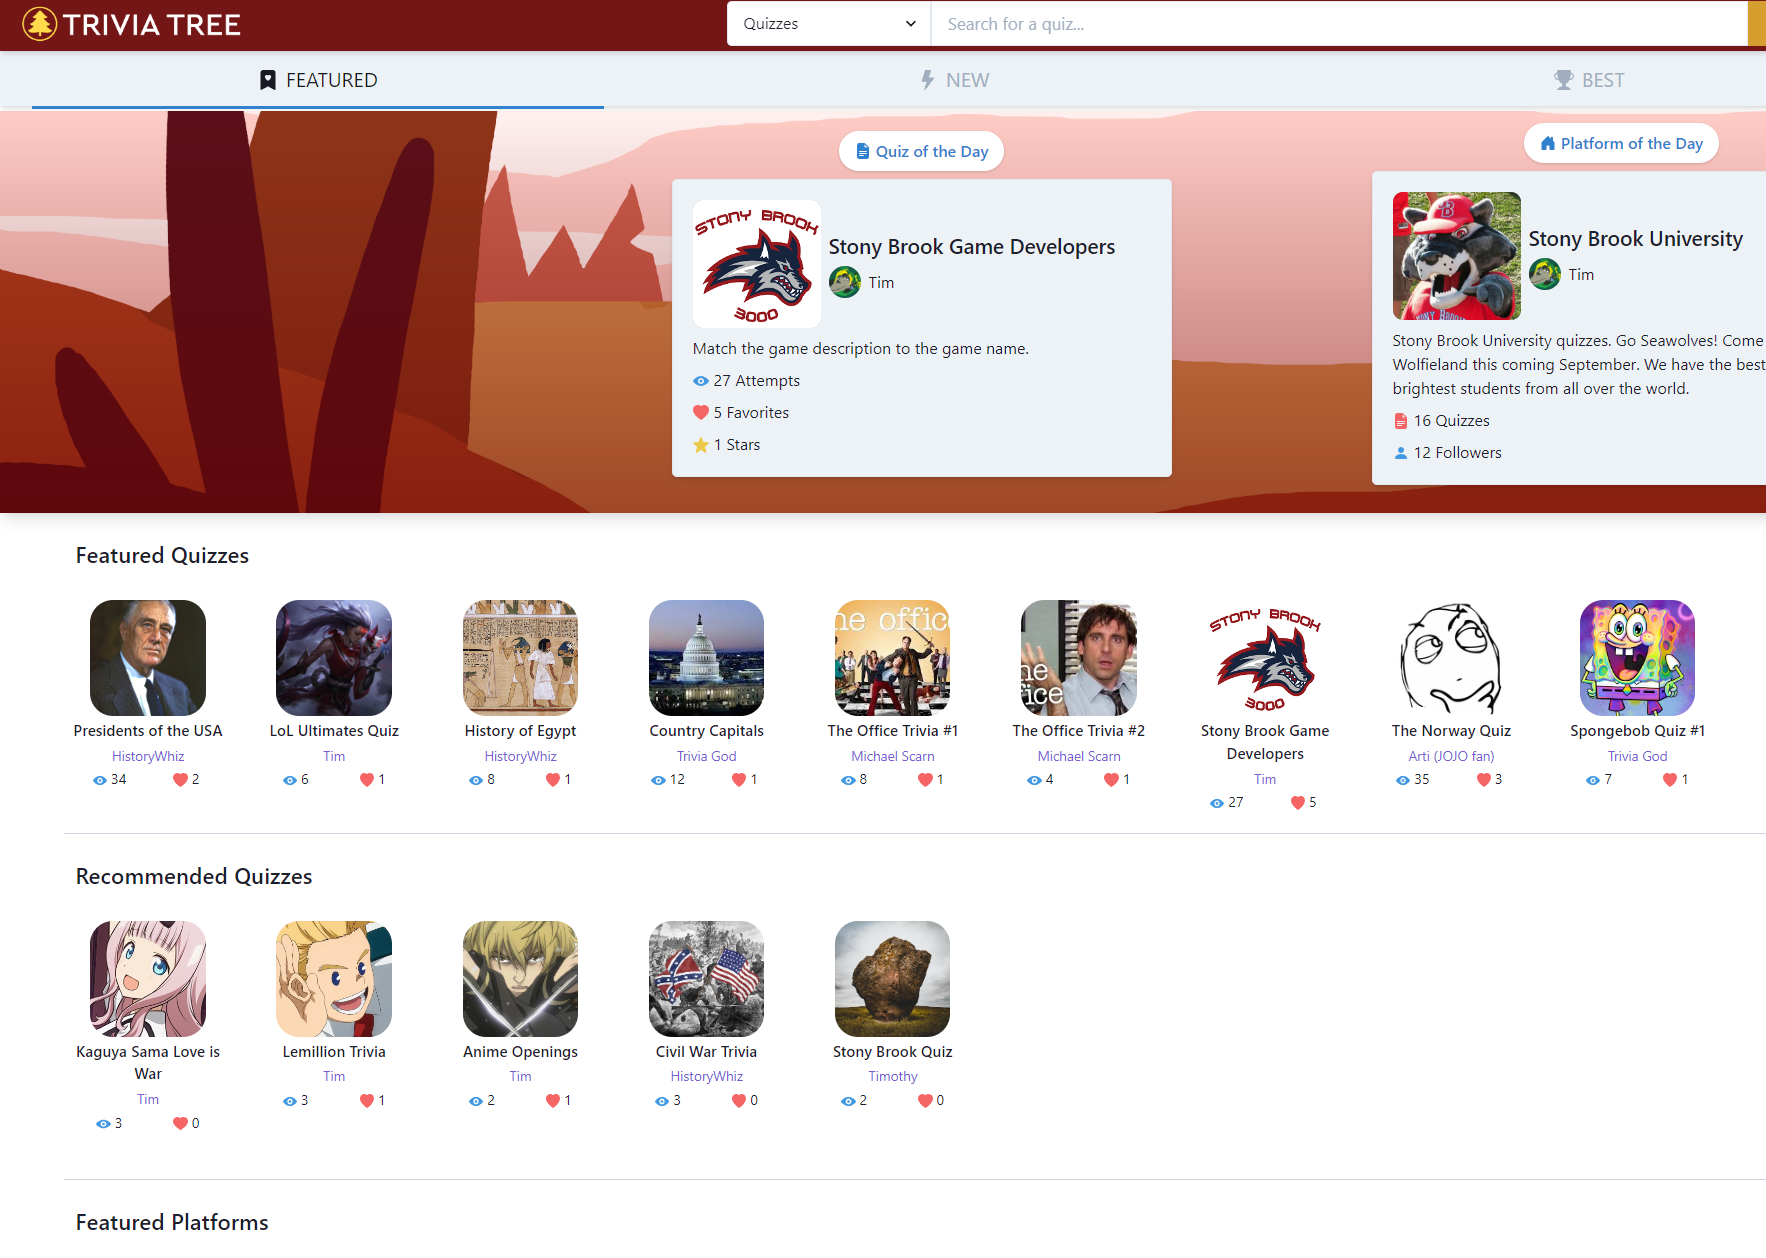 TRIVIA TREE
Quizzes
Search for a quiz...
FEATURED
NEW
BEST
Quiz of the Day
STONY BROOK
3000
Stony Brook Game Developers
Tim
Match the game description to the game name.
27 Attempts
5 Favorites
1 Stars
Platform of the Day
B
Stony Brook University
Tim
Stony Brook University quizzes. Go Seawolves! Come
Wolfieland this coming September. We have the best
brightest students from all over the world.
16 Quizzes
12 Followers
Featured Quizzes
he office
he
fice
STONY BROOK
3000
Presidents of the USA
HistoryWhiz
34 2
LoL Ultimates Quiz
Tim
6 1
History of Egypt
HistoryWhiz
8 1
Country Capitals
Trivia God
12 1
The Office Trivia #1
Michael Scarn
8 1
The Office Trivia #2
Michael Scarn
4 1
Stony Brook Game
Developers
Tim
27 5
The Norway Quiz
Arti (JOJO fan)
35 3
Spongebob Quiz #1
Trivia God
7 1
Recommended Quizzes
Kaguya Sama Love is
War
Tim
3 0
Lemillion Trivia
Tim
3 1
Anime Openings
Tim
2 1
Civil War Trivia
HistoryWhiz
3 0
Stony Brook Quiz
Timothy
2 0
Featured Platforms